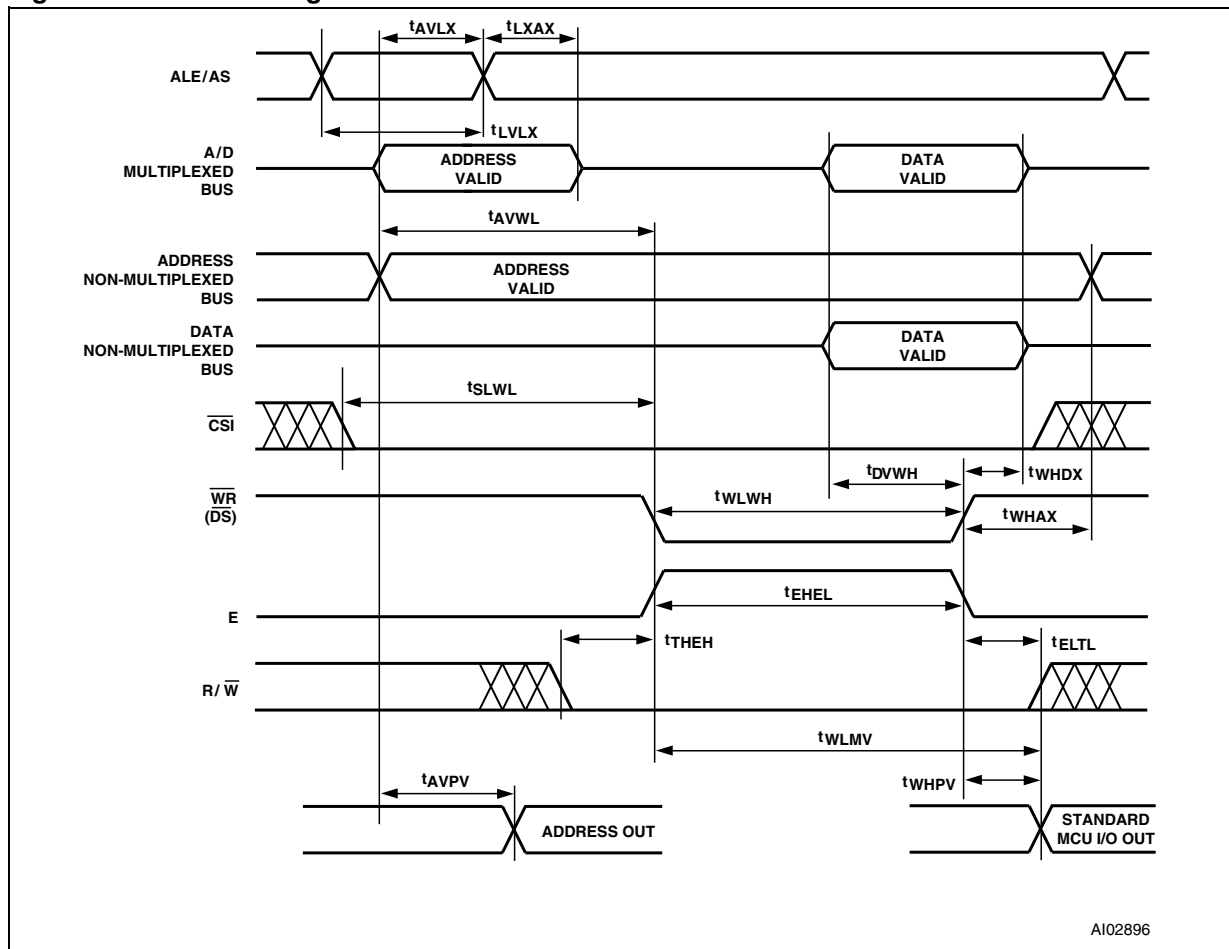 tAVLX
tLXAX
ALE/AS
tLVLX
A/D
MULTIPLEXED
BUS
ADDRESS
VALID
DATA
VALID
tAVWL
ADDRESS
NON-MULTIPLEXED
BUS
ADDRESS
VALID
DATA
NON-MULTIPLEXED
BUS
DATA
VALID
tSLWL
CSI
tDVWH
tWHDX
WR
(DS)
tWLWH
tWHAX
tEHEL
E
tTHEH
tELTL
R/W
tWLMV
tAVPV
tWHPV
ADDRESS OUT
STANDARD
MCU I/O OUT
AI02896